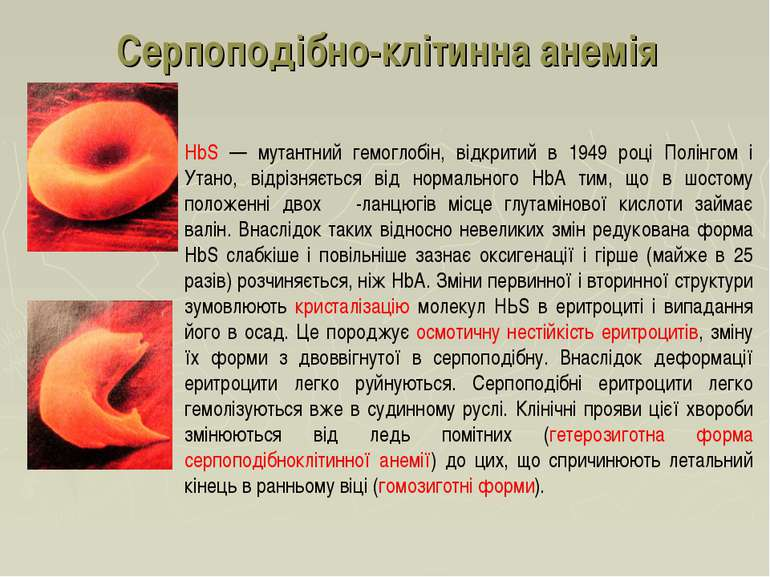 Серпоподібно-клітинна анемія
HbS — мутантний гемоглобін, відкритий в 1949 році Полінгом і
Утано, відрізняється від нормального HbA тим, що в шостому
положенні двох -ланцюгів місце глутамінової кислоти займає
валін. Внаслідок таких відносно невеликих змін редукована форма
HbS слабкіше і повільніше зазнає оксигенації і гірше (майже в 25
разів) розчиняється, ніж HbA. Зміни первинної і вторинної структури
зумовлюють кристалізацію молекул НЬS в еритроциті і випадання
його в осад. Це породжує осмотичну нестійкість еритроцитів, зміну
їх форми з двоввігнутої в серпоподібну. Внаслідок деформації
еритроцити легко руйнуються. Серпоподібні еритроцити легко
гемолізуються вже в судинному руслі. Клінічні прояви цієї хвороби
змінюються від ледь помітних (гетерозиготна форма
серпоподібноклітинної анемії) до цих, що спричинюють летальний
кінець в ранньому віці (гомозиготні форми).